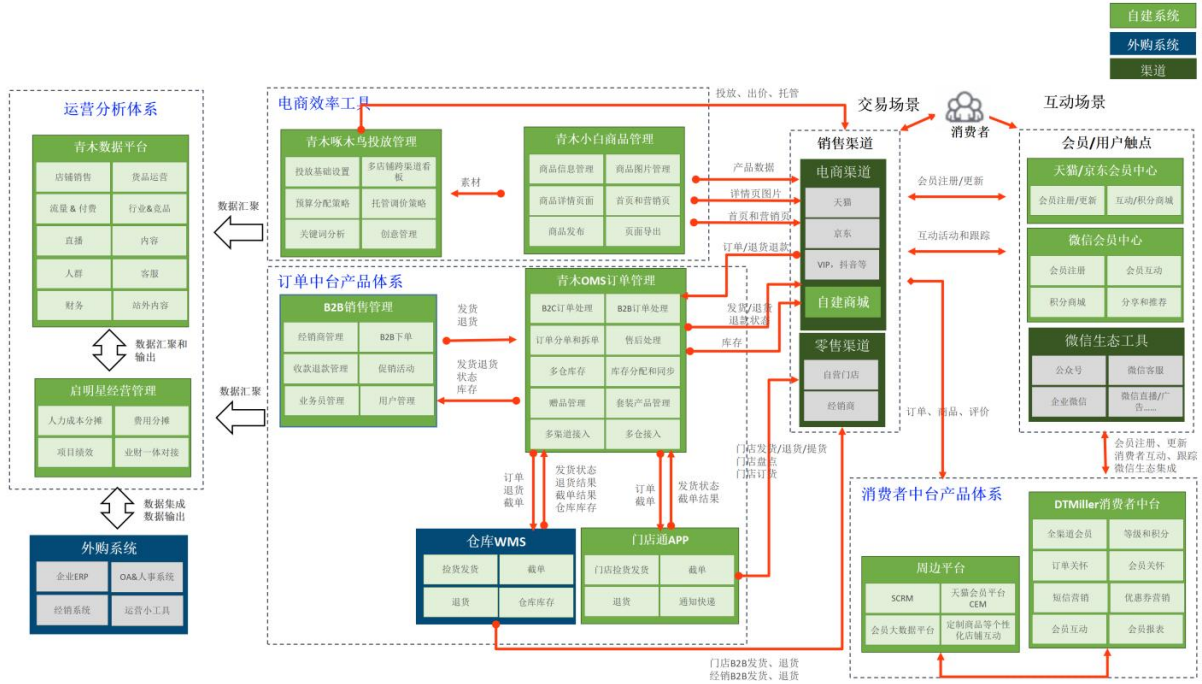 自建系统
外购系统
渠道
运营分析体系
青木数据平台
店铺销售
货品运营
流量 & 付费
行业&竞品
直播
内容
人群
客服
财务
站外内容
数据汇聚和
输出
启明星经营管理
人力成本分摊
费用分摊
项目绩效
业财一体对接
数据集成
数据输出
外购系统
企业ERP
OA&人事系统
经销系统
运营小工具
数据汇聚
数据汇聚
电商效率工具
青木啄木鸟投放管理
投放基础设置
多店铺跨渠道看
板
预算分配策略
托管调价策略
关键词分析
创意管理
素材
青木小白商品管理
商品信息管理
商品图片管理
商品详情页面
首页和营销页
商品发布
页面导出
投放、出价、托管
产品数据
详情页图片
首页和营销页
订单/退货退款
发货/退货
退款状态
库存
订单中台产品体系
B2B销售管理
经销商管理
B2B下单
收款退款管理
促销活动
业务员管理
用户管理
发货
退货
发货退货
状态
库存
青木OMS订单管理
B2C订单处理
B2B订单处理
订单分单和拆单
售后处理
多仓库存
库存分配和同步
赠品管理
套装产品管理
多渠道接入
多仓接入
订单
退货
截单
发货状态
退货结果
截单结果
仓库库存
订单
截单
发货状态
截单结果
仓库WMS
捡货发货
截单
退货
仓库库存
门店通APP
门店捡货发货
截单
退货
通知快递
门店发货/退货/提货
门店盘点
门店订货
门店B2B发货、退货
经销B2B发货、退货
交易场景
消费者
互动场景
销售渠道
电商渠道
天猫
京东
VIP，抖音等
自建商城
零售渠道
自营门店
经销商
会员注册/更新
互动活动和跟踪
订单、商品、评价
会员/用户触点
天猫/京东会员中心
会员注册/更新
互动/积分商城
微信会员中心
会员注册
会员互动
积分商城
分享和推荐
微信生态工具
公众号
微信客服
企业微信
微信直播/广
告……
会员注册、更新
消费者互动、跟踪
微信生态集成
消费者中台产品体系
周边平台
SCRM
天猫会员平台
CEM
会员大数据平台
定制商品等个性
化店铺互动
DTMiller消费者中台
全渠道会员
等级和积分
订单关怀
会员关怀
短信营销
优惠券营销
会员互动
会员报表